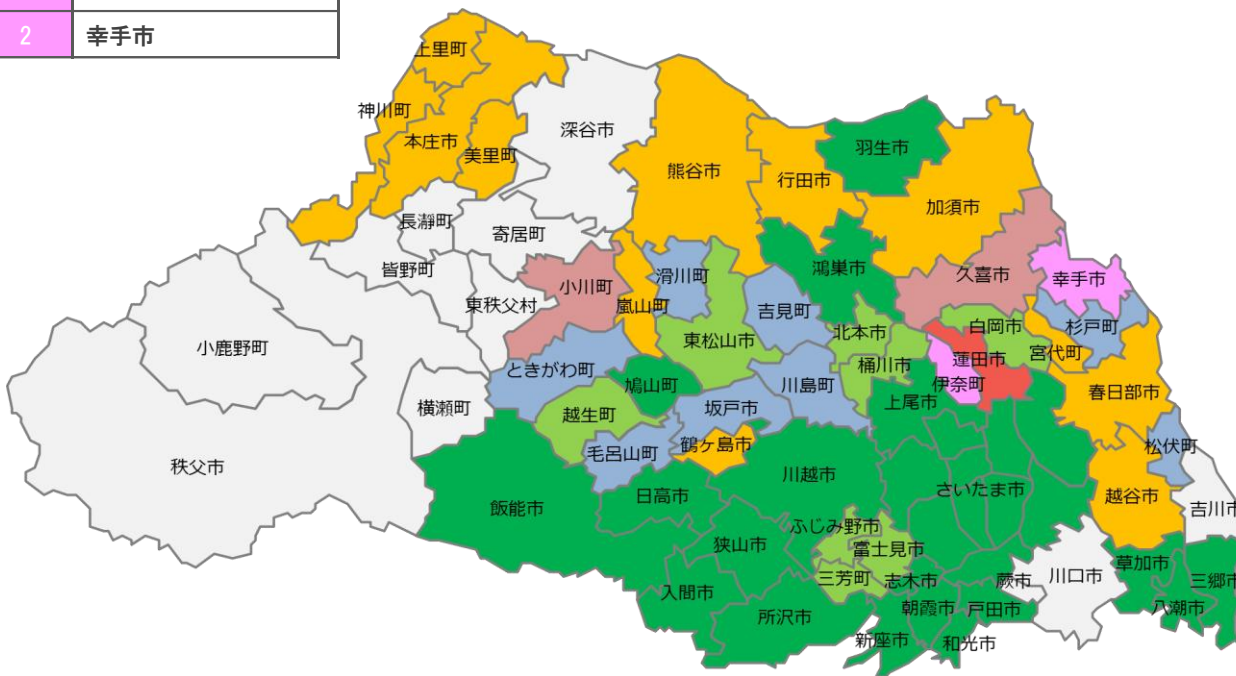 2 幸手市
上里町
神川町
本庄市
美里町
深谷市
熊谷市
行田市
羽生市
加須市
長瀞町
寄居町
皆野町
東秩父村
小川町
嵐山町
滑川町
吉見町
鴻巣市
久喜市
幸手市
小鹿野町
ときがわ町
鳩山町
東松山市
川島町
北本市
桶川市
白岡市
蓮田市
伊奈町
宮代町
杉戸町
横瀬町
越生町
坂戸市
上尾市
春日部市
秩父市
毛呂山町
鶴ヶ島市
川越市
さいたま市
松伏町
越谷市
吉川市
飯能市
日高市
狭山市
ふじみ野市
富士見市
三芳町
志木市
蕨市
川口市
草加市
三郷市
八潮市
入間市
所沢市
朝霞市
戸田市
新座市
和光市